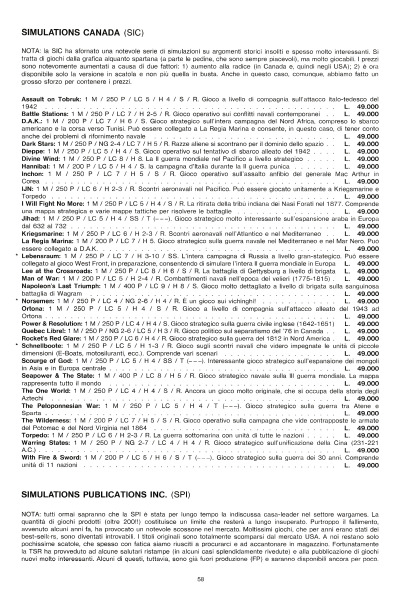 SIMULATIONS CANADA (SIC)
NOTA: la SIC ha sfornato una notevole serie di simulazioni su argomenti storici insoliti e spesso molto interessanti. Si
tratta di giochi dalla grafica alquanto spartana (a parte le pedine, che sono sempre piacevoli), ma molto giocabili. I prezzi
sono notevolmente aumentati a causa di due fattori: 1) aumento alla radice (in Canada e, quindi negli USA); 2) è ora
disponibile solo la versione in scatola e non più quella in busta. Anche in questo caso, comunque, abbiamo fatto un
grosso sforzo per contenere i prezzi.
Assault on Tobruk: 1 M / 250 P / LC 5 / H 4 / S / R. Gioco a livello di compagnia sull'attacco italo-tedesco del
1942 . . . L. 49.000
Battle Stations: 1 M / 250 P / LC 7 / H 2-5 / R. Gioco operativo sui conflitti navali contemporanei . . L. 49.000
D.A.K.: 1 M / 200 P / LC 7 / H 6 / S. Gioco strategico sull'intera campagna del Nord Africa, compreso lo sbarco
americano e la corsa verso Tunisi. Può essere collegato a La Regia Marina e consente, in questo caso, di tener conto
anche dei problemi di rifornimento navale . . . L. 49.000
Dark Stars: 1 M / 250 P / NG 2-4 / LC 7 / H 5 / R. Razze aliene si scontrano per il dominio dello spazio . . L. 49.000
Dieppe: 1 M / 250 P / LC 5 / H 4 / S. Gioco operativo sul tentativo di sbarco alleato del 1942 . . . L. 49.000
Divine Wind: 1 M / 250 P / LC 8 / H 8. La II guerra mondiale nel Pacifico a livello strategico . . . L. 49.000
Hannibal: 1 M / 200 P / LC 5 / H 4 / S. la campagna d'Italia durante la II guerra punica . . . L. 49.000
Inchon: 1 M / 250 P / LC 7 / H 5 / S / R. Gioco operativo sull'assalto anfibio del generale Mac Arthur in
Corea . . . L. 49.000
IJN: 1 M / 250 P / LC 6 / H 2-3 / R. Scontri aeronavali nel Pacifico. Può essere giocato unitamente a Kriegsmarine e
Torpedo . . . L. 49.000
I Will Fight No More: 1 M / 250 P / LC 5 / H 4 / S / R. La ritirata della tribù indiana dei Nasi Forati nel 1877. Comprende
una mappa strategica e varie mappe tattiche per risolvere le battaglie . . . L. 49.000
Jihad: 1 M / 250 P / LC 5 / H 4 / SS / T (---). Gioco strategico molto interessante sull'espansione araba in Europa
dal 632 al 732 . . . L. 49.000
Kriegsmarine: 1 M / 250 P / LC 6 / H 2-3 / R. Scontri aeronavali nell'Atlantico e nel Mediterraneo . . . L. 49.000
La Regia Marina: 1 M / 200 P / LC 7 / H 6. Gioco strategico sulla guerra navale nel Mediterraneo e nel Mar Nero. Può
essere collegato a D.A.K. . . . L. 49.000
* Lebensraum: 1 M / 250 P / LC 7 / H 3-10 / SS. L'intera campagna di Russia a livello gran-strategico. Può essere
collegato al gioco West Front, in preparazione, consentendo di simulare l'intera II guerra mondiale in Europa L. 49.000
Lee at the Crossroads: 1 M / 250 P / LC 8 / H 6 / S / R. La battaglia di Gettysburg a livello di brigata L. 49.000
Man of War: 1 M / 200 P / LC 5 / H 2-4 / R. Combattimenti navali nell'epoca dei velieri (1775-1815) . . L. 49.000
Napoleon's Last Triumph: 1 M / 400 P / LC 9 / H 8 / S. Gioco molto dettagliato a livello di brigata sulla sanguinosa
battaglia di Wagram . . . L. 49.000
* Norsemen: 1 M / 250 P / LC 4 / NG 2-6 / H 4 / R. E un gioco sui vichinghi! . . . L. 49.000
Ortona: 1 M / 250 P / LC 5 / H 4 / S / R. Gioco a livello di compagnia sull'attacco alleato del 1943 ad
Ortona . . . L. 49.000
Power & Resolution: 1 M / 250 P / LC 4 / H 4 / S. Gioco strategico sulla guerra civile inglese (1642-1651) L. 49.000
Quebec Libre!: 1 M / 250 P / NG 2-6 / LC 5 / H 3 / R. Gioco politico sul separatismo del '76 in Canada . . L. 49.000
Rocket's Red Glare: 1 M / 250 P / LC 6 / H 4 / R. Gioco strategico sulla guerra del 1812 in Nord America . . L. 49.000
* Schnellboote: 1 M / 250 P / LC 5 / H 1-3 / R. Gioco sugli scontri navali che videro impegnate le unità di piccole
dimensioni (E-Boats, motosiluranti, ecc.). Comprende vari scenari . . . L. 49.000
Scourge of God: 1 M / 250 P / LC 5 / H 4 / SS / T (---). Interessante gioco strategico sull'espansione dei mongoli
in Asia e in Europa centrale . . . L. 49.000
Seapower & The State: 1 M / 400 P / LC 8 / H 5 / R. Gioco strategico navale sulla III guerra mondiale. La mappa
rappresenta tutto il mondo . . . L. 49.000
The One World: 1 M / 250 P / LC 4 / H 4 / S / R. Ancora un gioco molto originale, che si occupa della storia degli
Aztechi . . . L. 49.000
The Peloponnesian War: 1 M / 250 P / LC 5 / H 4 / T (---). Gioco strategico sulla guerra tra Atene e
Sparta . . . L. 49.000
The Wilderness: 1 M / 200 P / LC 7 / H 5 / S / R. Gioco operativo sulla campagna che vide contrapposte le armate
del Potomac e del Nord Virginia nel 1864 . . . L. 49.000
Torpedo: 1 M / 250 P / LC 6 / H 2-3 / R. La guerra sottomarina con unità di tutte le nazioni . . . L. 49.000
Warring States: 1 M / 250 P / NG 2-7 / LC 4 / H 4 / R. Gioco strategico sull'unificazione della Cina (231-221
A.C.) . . . L. 49.000
With Fire & Sword: 1 M / 200 P / LC 5 / H 6 / S / T (---). Gioco strategico sulla guerra dei 30 anni. Comprende
unità di 11 nazioni . . . L. 49.000
SIMULATIONS PUBLICATIONS INC. (SPI)
NOTA: tutti ormai sapranno che la SPI è stata per lungo tempo la indiscussa casa-leader nel settore wargames. La
quantità di giochi prodotti (oltre 200!) costituisce un limite che resterà a lungo insuperato. Purtroppo il fallimento,
avvenuto alcuni anni fa, ha provocato un notevole scossone nel mercato. Moltissimi giochi, che per anni erano stati dei
best-sellers, sono diventati introvabili. I titoli originali sono totalmente scomparsi dal mercato USA. A noi restano solo
pochissime scatole, che spesso con fatica siamo riusciti a procurarci e ad accantonare in magazzino. Fortunatamente
la TSR ha provveduto ad alcune salutari ristampe (in alcuni casi splendidamente rivedute) e alla pubblicazione di giochi
nuovi molto interessanti. Alcuni di questi, tuttavia, sono già fuori produzione (FP) e saranno disponibili ancora per poco.
58